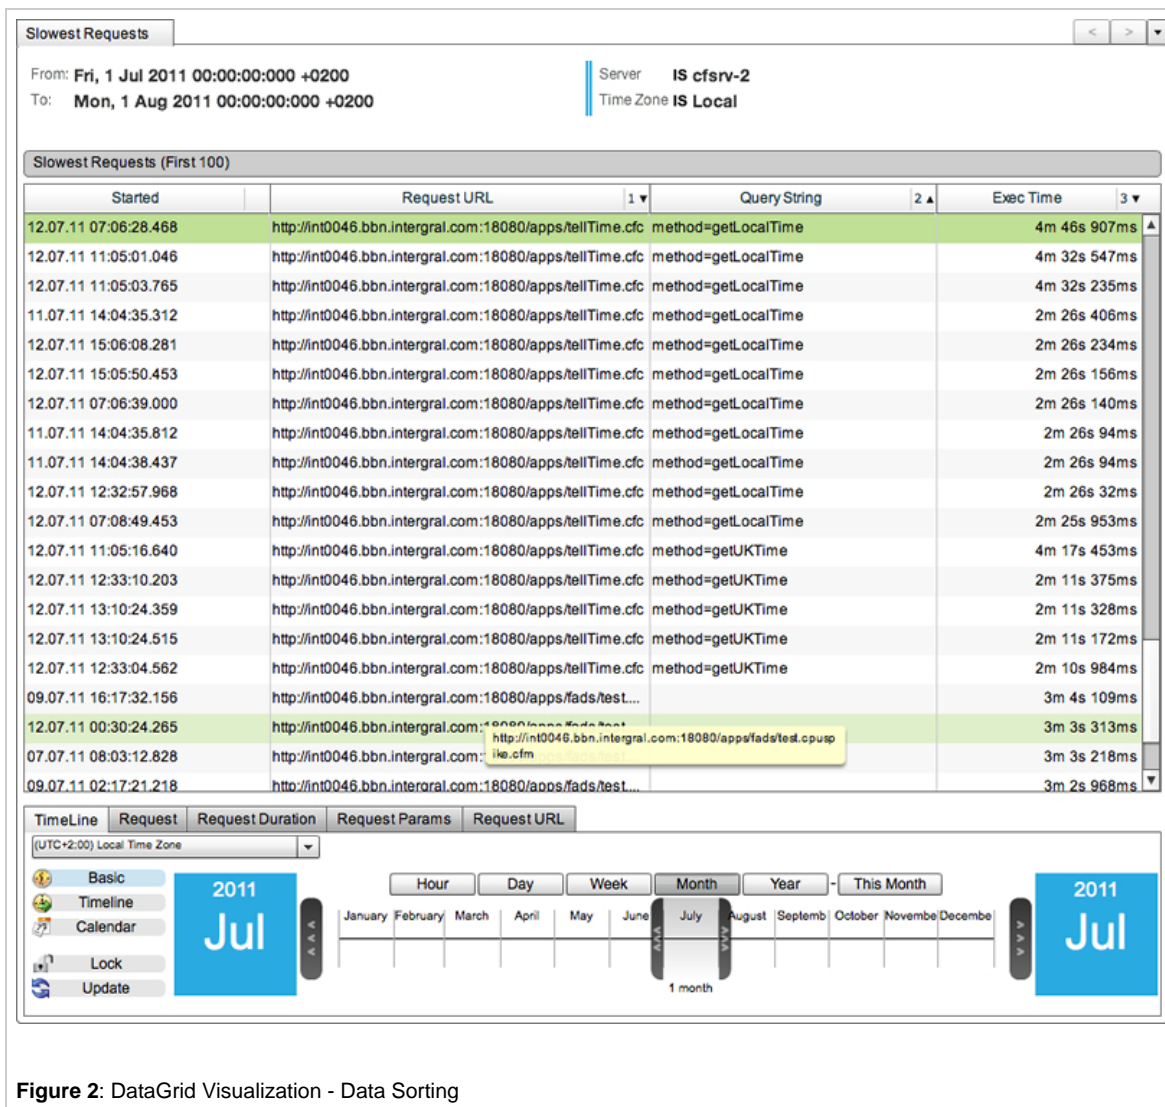 Slowest Requests < > ▼
From: Fri, 1 Jul 2011 00:00:00:000 +0200 Server IS cfsrv-2
To: Mon, 1 Aug 2011 00:00:00:000 +0200 Time Zone IS Local
Slowest Requests (First 100)
Started Request URL 1 ▼ Query String 2 ▲ Exec Time 3 ▼
12.07.11 07:06:28.468 http://int0046.bbn.intergral.com:18080/apps/tellTime.cfc method=getLocalTime 4m 46s 907ms
12.07.11 11:05:01.046 http://int0046.bbn.intergral.com:18080/apps/tellTime.cfc method=getLocalTime 4m 32s 547ms
12.07.11 11:05:03.765 http://int0046.bbn.intergral.com:18080/apps/tellTime.cfc method=getLocalTime 4m 32s 235ms
11.07.11 14:04:35.312 http://int0046.bbn.intergral.com:18080/apps/tellTime.cfc method=getLocalTime 2m 26s 406ms
12.07.11 15:06:08.281 http://int0046.bbn.intergral.com:18080/apps/tellTime.cfc method=getLocalTime 2m 26s 234ms
12.07.11 15:05:50.453 http://int0046.bbn.intergral.com:18080/apps/tellTime.cfc method=getLocalTime 2m 26s 156ms
12.07.11 07:06:39.000 http://int0046.bbn.intergral.com:18080/apps/tellTime.cfc method=getLocalTime 2m 26s 140ms
11.07.11 14:04:35.812 http://int0046.bbn.intergral.com:18080/apps/tellTime.cfc method=getLocalTime 2m 26s 94ms
11.07.11 14:04:38.437 http://int0046.bbn.intergral.com:18080/apps/tellTime.cfc method=getLocalTime 2m 26s 94ms
12.07.11 12:32:57.968 http://int0046.bbn.intergral.com:18080/apps/tellTime.cfc method=getLocalTime 2m 26s 32ms
12.07.11 07:08:49.453 http://int0046.bbn.intergral.com:18080/apps/tellTime.cfc method=getLocalTime 2m 25s 953ms
12.07.11 11:05:16.640 http://int0046.bbn.intergral.com:18080/apps/tellTime.cfc method=getUKTime 4m 17s 453ms
12.07.11 12:33:10.203 http://int0046.bbn.intergral.com:18080/apps/tellTime.cfc method=getUKTime 2m 11s 375ms
12.07.11 13:10:24.359 http://int0046.bbn.intergral.com:18080/apps/tellTime.cfc method=getUKTime 2m 11s 328ms
12.07.11 13:10:24.515 http://int0046.bbn.intergral.com:18080/apps/tellTime.cfc method=getUKTime 2m 11s 172ms
12.07.11 12:33:04.562 http://int0046.bbn.intergral.com:18080/apps/tellTime.cfc method=getUKTime 2m 10s 984ms
09.07.11 16:17:32.156 http://int0046.bbn.intergral.com:18080/apps/fads/test.... 3m 4s 109ms
12.07.11 00:30:24.265 http://int0046.bbn.intergral.com:18080/apps/fads/test.... 3m 3s 313ms
http://int0046.bbn.intergral.com:18080/apps/fads/test.cpusp
ike.cfm
07.07.11 08:03:12.828 http://int0046.bbn.intergral.com: 3m 3s 218ms
09.07.11 02:17:21.218 http://int0046.bbn.intergral.com:18080/apps/fads/test.... 3m 2s 968ms
TimeLine Request Request Duration Request Params Request URL
(UTC+2:00) Local Time Zone
Basic
Timeline
Calendar
Lock
Update
2011
Jul
Hour Day Week Month Year - This Month
January February March April May June July August Septemb October Novembe Decembe
1 month
2011
Jul
Figure 2: DataGrid Visualization - Data Sorting